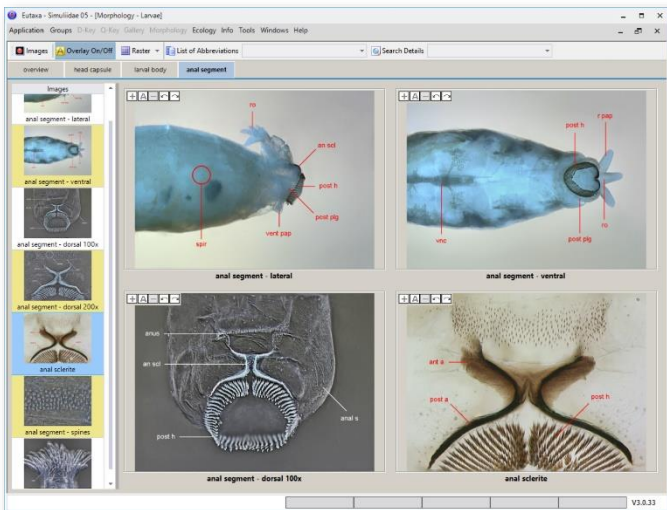 Eutaxa - Simuliidae 05 - [Morphology - Larvae]
Application Groups D-Key Q-Key Gallery Morphology Ecology Info Tools Windows Help
Images Overlay On/Off Raster List of Abbreviations Search Details
overview head capsule larval body anal segment
Images
anal segment - lateral
anal segment - ventral
anal segment - dorsal 100x
anal segment - dorsal 200x
anal sclerite
anal segment - spines
A
ro
an scl
post h
post plg
vent pap
spir
anal segment - lateral
A
r pap
post h
ro
post plg
vnc
anal segment - ventral
A
anus
an scl
anal s
post h
anal segment - dorsal 100x
A
ant a
post a
post h
anal sclerite
V3.0.33